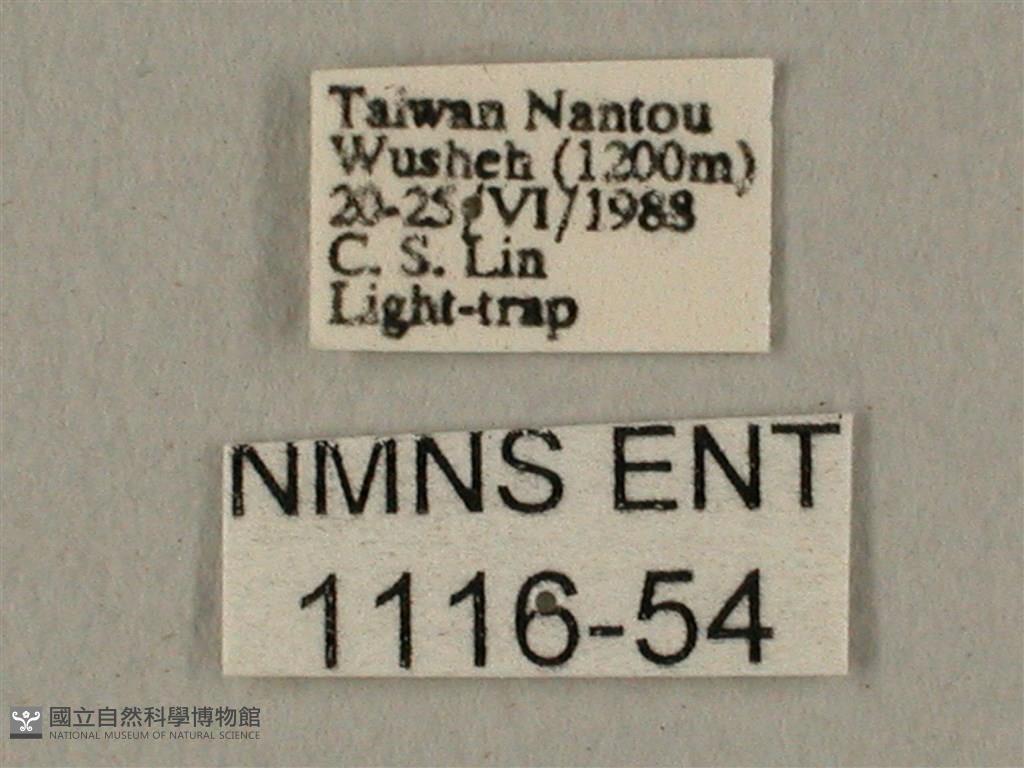 Taiwan Nantou
Wusheh (1200m)
20-25/VI/1988
C. S. Lin
Light-trap
NMNS ENT
1116-54
國立自然科學博物館
NATIONAL MUSEUM OF NATURAL SCIENCE